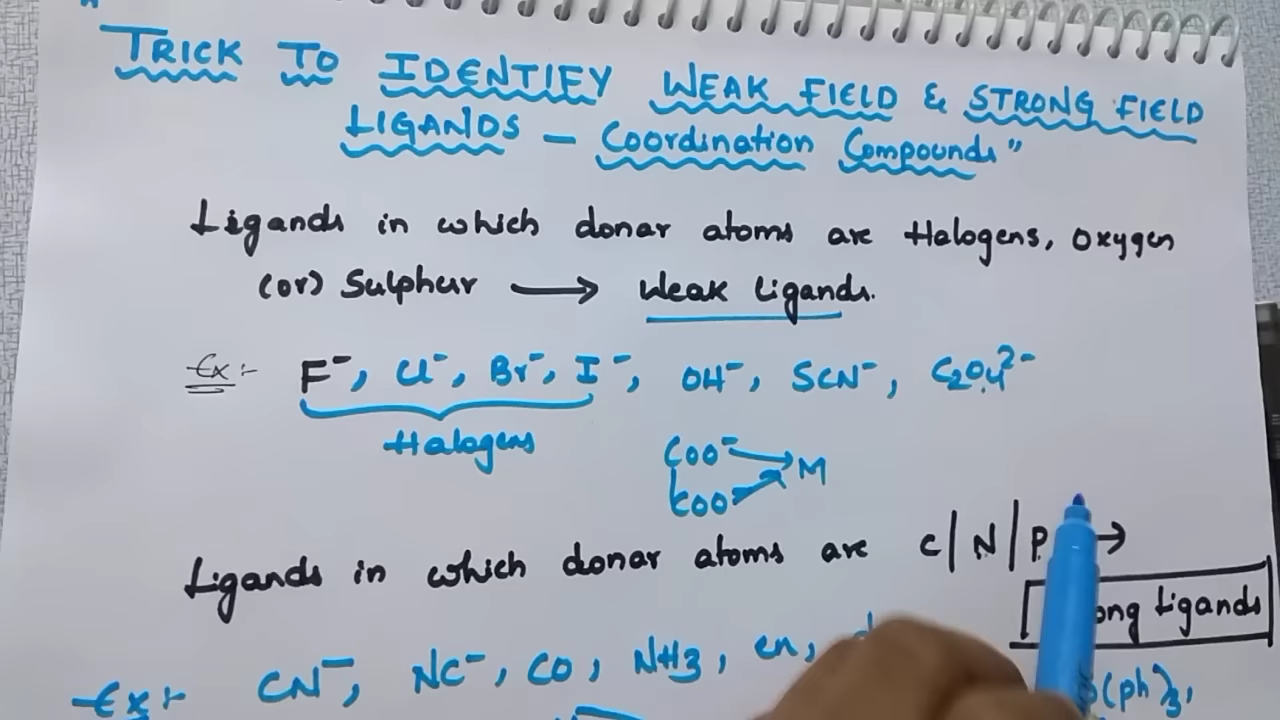 "TRICK TO IDENTIFY WEAK FIELD & STRONG FIELD
LIGANDS - Coordination Compounds"
Ligands in which donar atoms are Halogens, Oxygen
(or) Sulphur → Weak Ligands.
Ex:- F⁻, Cl⁻, Br⁻, I⁻, OH⁻, SCN⁻, C₂O₄²⁻
Halogens
COO⁻ → M
COO⁻
Ligands in which donar atoms are C/N/P →
Ligands
Ex:- CN⁻, NC⁻, CO, NH₃, en, (ph)₃,